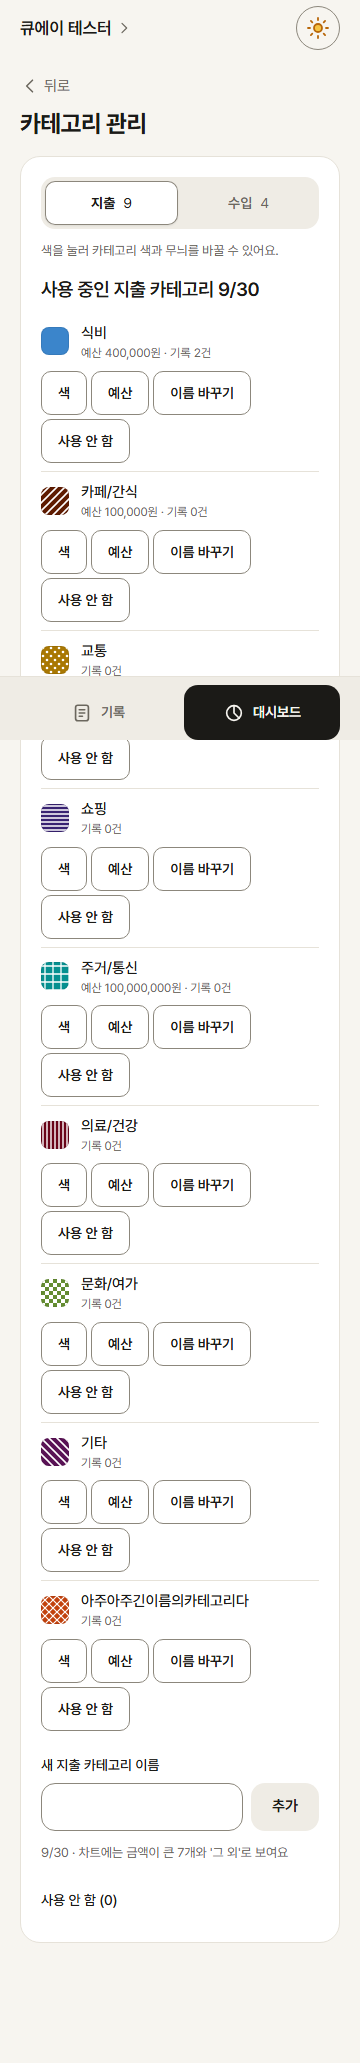 큐에이 테스터
뒤로
카테고리 관리
지출 9
수입 4
색을 눌러 카테고리 색과 무늬를 바꿀 수 있어요.
사용 중인 지출 카테고리 9/30
식비
예산 400,000원 · 기록 2건
색 예산 이름 바꾸기
사용 안 함
카페/간식
예산 100,000원 · 기록 0건
색 예산 이름 바꾸기
사용 안 함
교통
기록 0건
기록 대시보드
사용 안 함
쇼핑
기록 0건
색 예산 이름 바꾸기
사용 안 함
주거/통신
예산 100,000,000원 · 기록 0건
색 예산 이름 바꾸기
사용 안 함
의료/건강
기록 0건
색 예산 이름 바꾸기
사용 안 함
문화/여가
기록 0건
색 예산 이름 바꾸기
사용 안 함
기타
기록 0건
색 예산 이름 바꾸기
사용 안 함
아주아주긴이름의카테고리다
기록 0건
색 예산 이름 바꾸기
사용 안 함
새 지출 카테고리 이름
추가
9/30 · 차트에는 금액이 큰 7개와 '그 외'로 보여요
사용 안 함 (0)